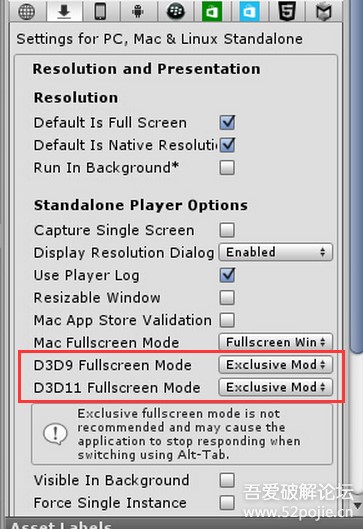 Settings for PC, Mac & Linux Standalone
Resolution and Presentation
Resolution
Default Is Full Screen
Default Is Native Resoluti
Run In Background*
Standalone Player Options
Capture Single Screen
Display Resolution Dialog Enabled
Use Player Log
Resizable Window
Mac App Store Validation
Mac Fullscreen Mode Fullscreen Win
D3D9 Fullscreen Mode Exclusive Mod
D3D11 Fullscreen Mode Exclusive Mod
Exclusive fullscreen mode is not
recommended and may cause the
application to stop responding when
switching using Alt-Tab.
Visible In Background
Force Single Instance
吾爱破解论坛
www.52pojie.cn
Asset Labels